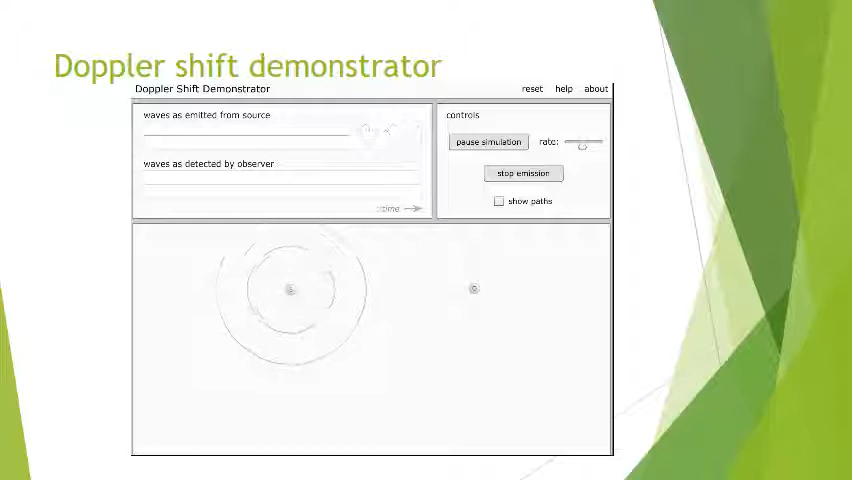 Doppler shift demonstrator
Doppler Shift Demonstrator reset help about
waves as emitted from source
waves as detected by observer
time
controls
pause simulation rate:
stop emission
show paths